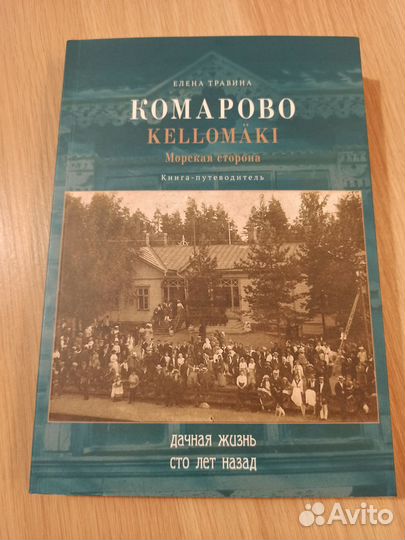 ЕЛЕНА ТРАВИНА
КОМАРОВО
KELLOMÄKI
Морская сторона
Книга-путеводитель
дачная жизнь
сто лет назад
Avito